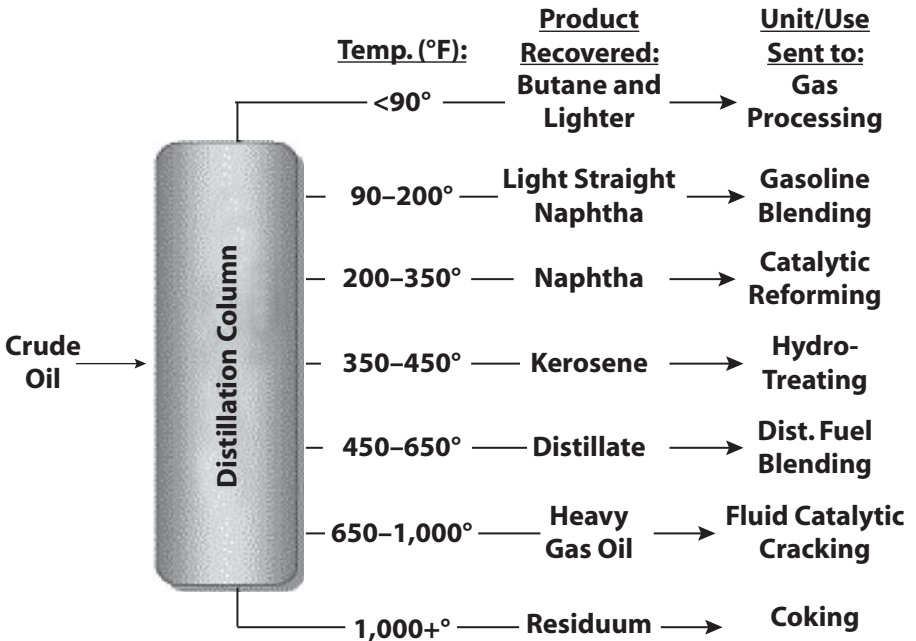 Temp. (°F):
Product
Recovered:
Unit/Use
Sent to:
<90°
Butane and
Lighter
Gas
Processing
90–200°
Light Straight
Naphtha
Gasoline
Blending
200–350°
Naphtha
Catalytic
Reforming
Crude
Oil
Distillation Column
350–450°
Kerosene
Hydro-
Treating
450–650°
Distillate
Dist. Fuel
Blending
650–1,000°
Heavy
Gas Oil
Fluid Catalytic
Cracking
1,000+°
Residuum
Coking